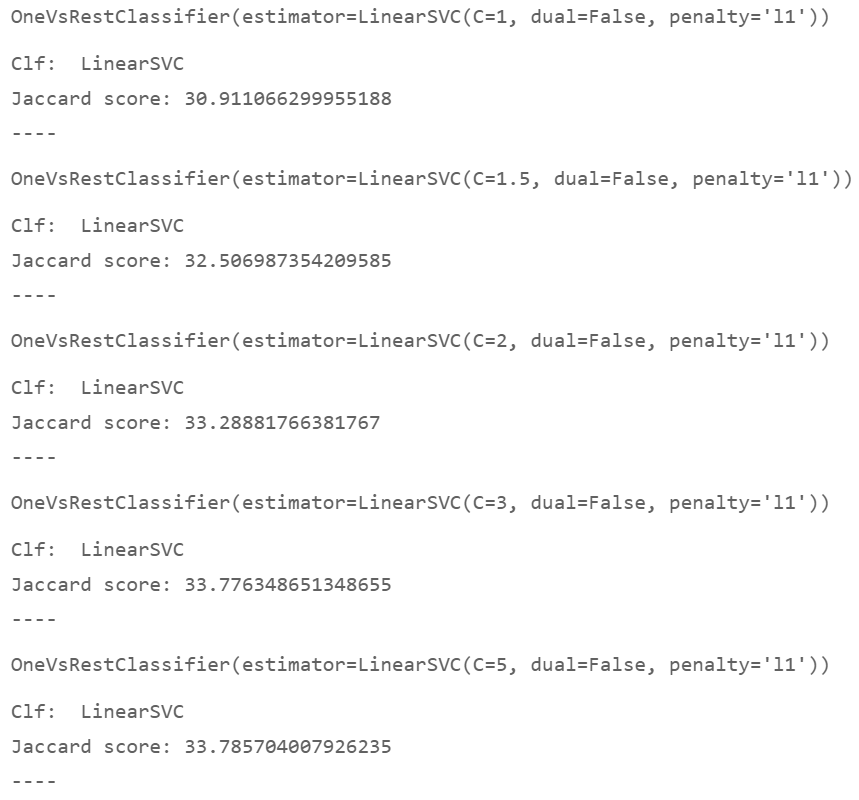 OneVsRestClassifier(estimator=LinearSVC(C=1, dual=False, penalty='l1'))
Clf:  LinearSVC
Jaccard score: 30.911066299955188
----
OneVsRestClassifier(estimator=LinearSVC(C=1.5, dual=False, penalty='l1'))
Clf:  LinearSVC
Jaccard score: 32.506987354209585
----
OneVsRestClassifier(estimator=LinearSVC(C=2, dual=False, penalty='l1'))
Clf:  LinearSVC
Jaccard score: 33.28881766381767
----
OneVsRestClassifier(estimator=LinearSVC(C=3, dual=False, penalty='l1'))
Clf:  LinearSVC
Jaccard score: 33.776348651348655
----
OneVsRestClassifier(estimator=LinearSVC(C=5, dual=False, penalty='l1'))
Clf:  LinearSVC
Jaccard score: 33.785704007926235
----